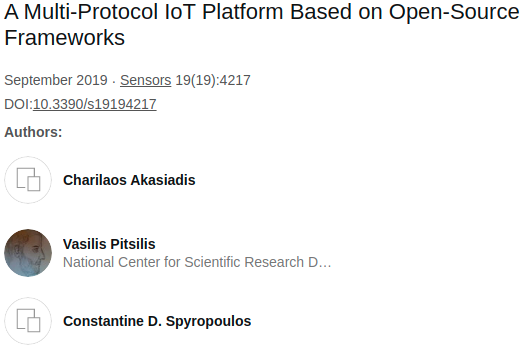 A Multi-Protocol IoT Platform Based on Open-Source
Frameworks
September 2019 · Sensors 19(19):4217
DOI:10.3390/s19194217
Authors:
Charilaos Akasiadis
Vasilis Pitsilis
National Center for Scientific Research D…
Constantine D. Spyropoulos